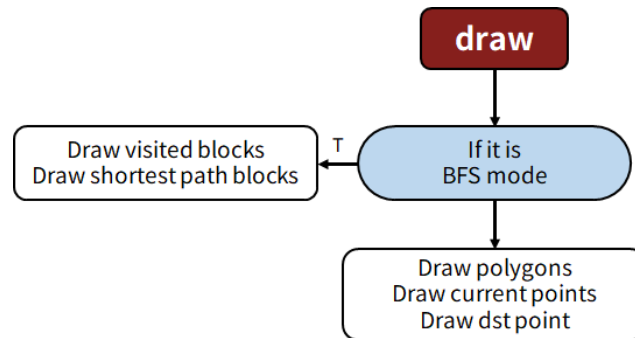 draw
If it is
BFS mode
T
Draw visited blocks
Draw shortest path blocks
Draw polygons
Draw current points
Draw dst point